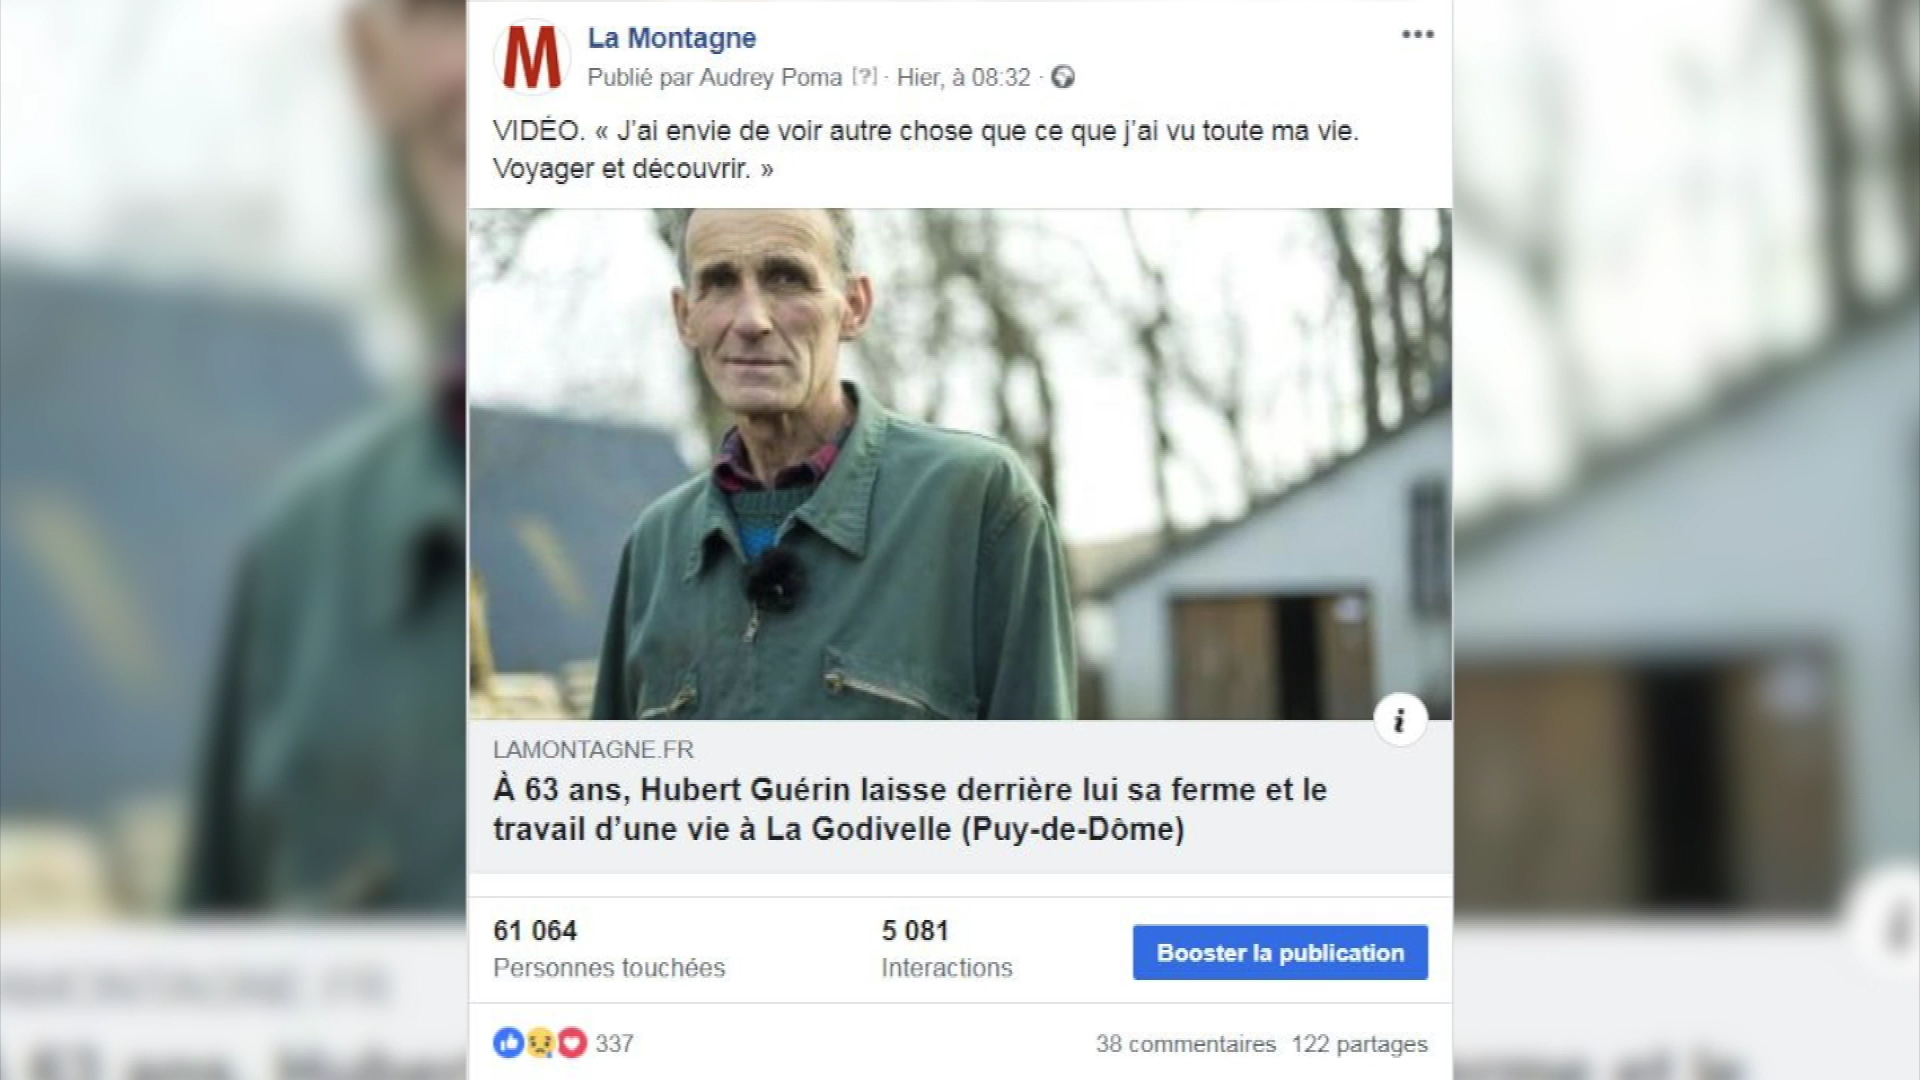 M
La Montagne
Publié par Audrey Poma [?] · Hier, à 08:32 ·
VIDÉO. « J'ai envie de voir autre chose que ce que j'ai vu toute ma vie.
Voyager et découvrir. »
i
LAMONTAGNE.FR
À 63 ans, Hubert Guérin laisse derrière lui sa ferme et le
travail d'une vie à La Godivelle (Puy-de-Dôme)
61 064
Personnes touchées
5 081
Interactions
Booster la publication
337
38 commentaires 122 partages